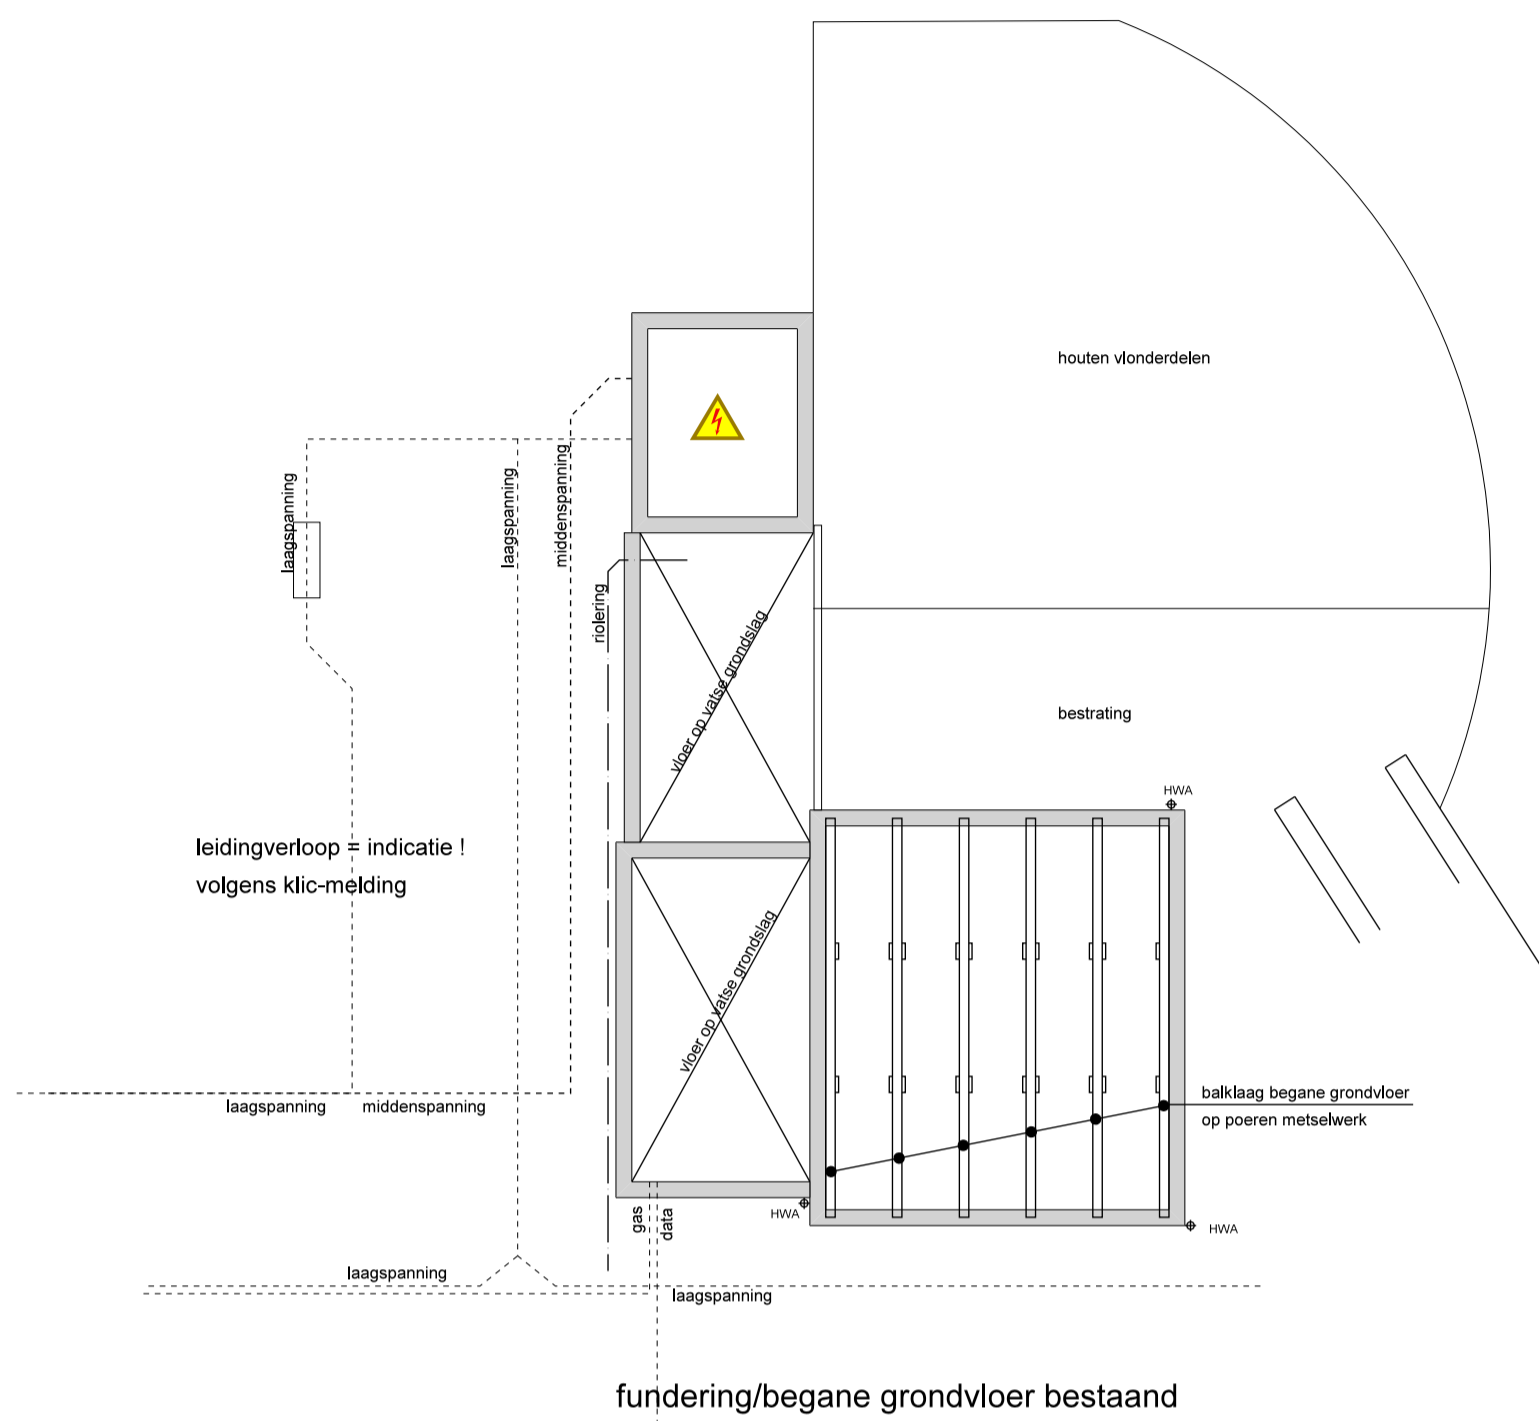 houten vlonderdelen
laagspanning
laagspanning
middenspanning
riolering
vloer op vatse grondslag
bestrating
HWA
leidingverloop = indicatie !
volgens klic-melding
vloer op vatse grondslag
balklaag begane grondvloer
op poeren metselwerk
laagspanning
middenspanning
gas
data
HWA
HWA
laagspanning
laagspanning
fundering/begane grondvloer bestaand